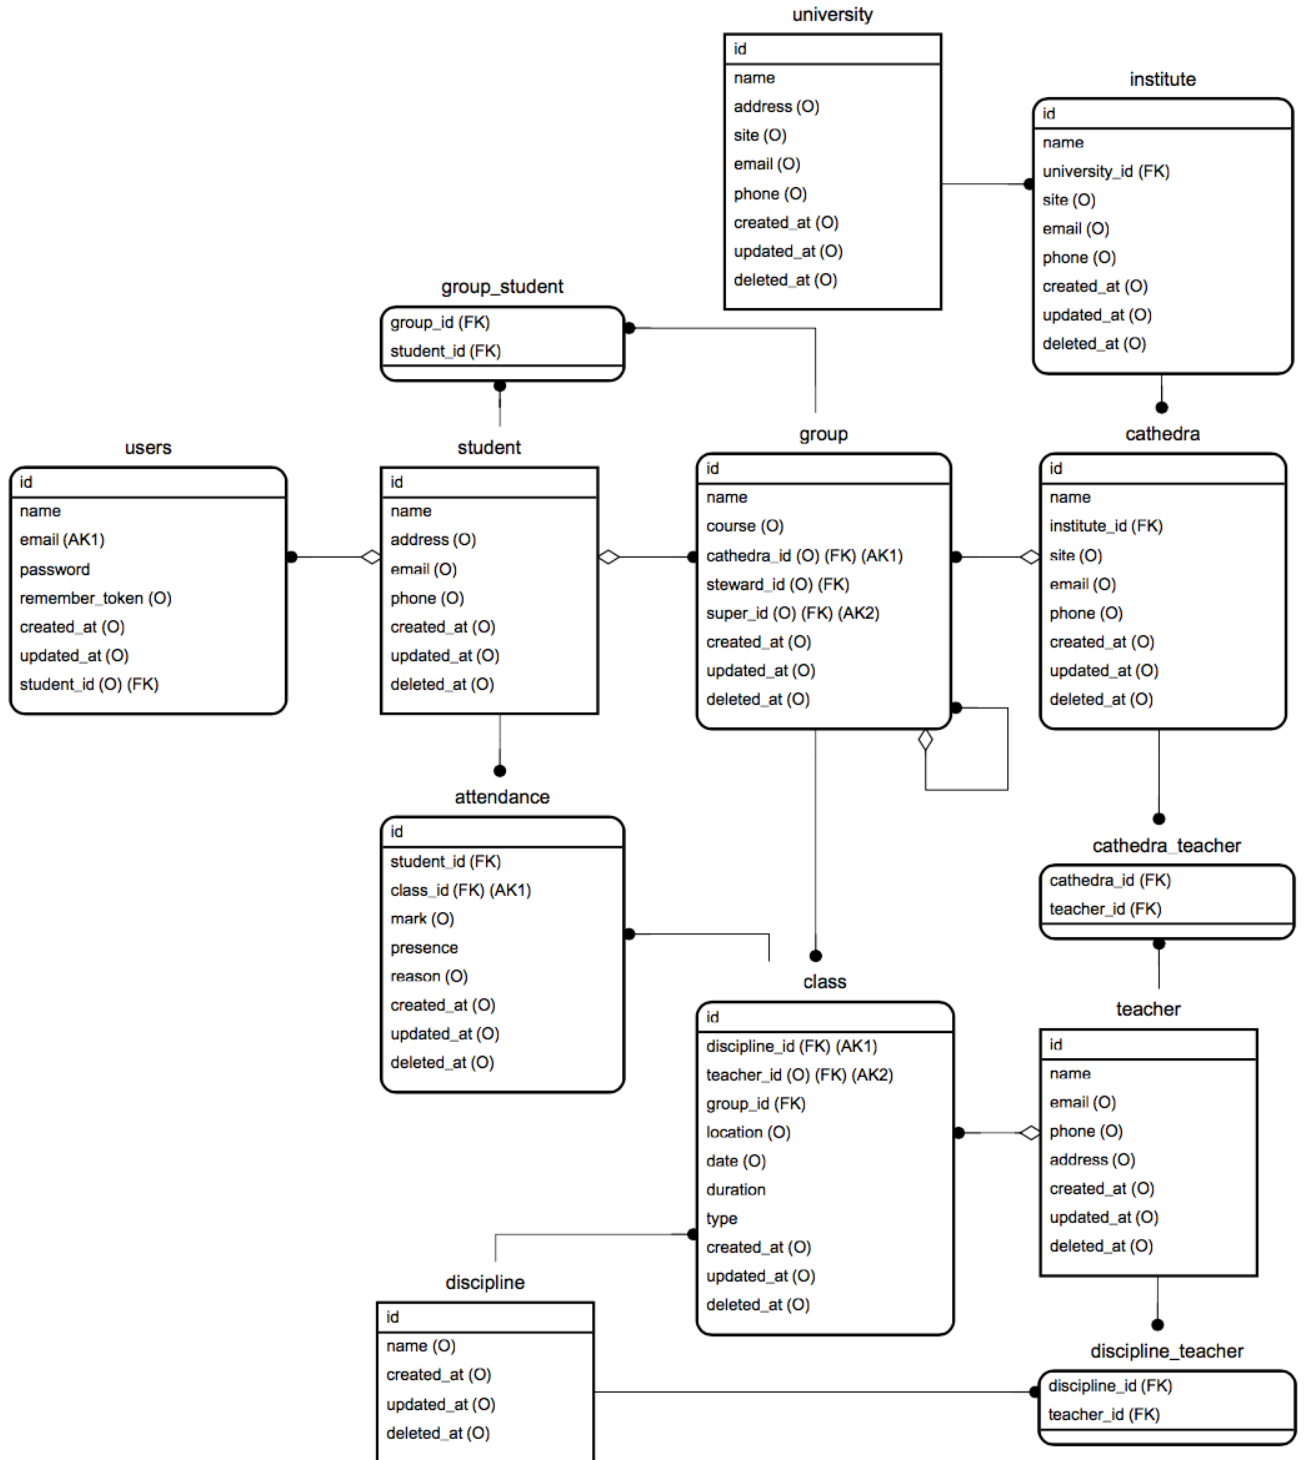 university
id
name
address (O)
site (O)
email (O)
phone (O)
created_at (O)
updated_at (O)
deleted_at (O)
institute
id
name
university_id (FK)
site (O)
email (O)
phone (O)
created_at (O)
updated_at (O)
deleted_at (O)
group_student
group_id (FK)
student_id (FK)
users
id
name
email (AK1)
password
remember_token (O)
created_at (O)
updated_at (O)
student_id (O) (FK)
student
id
name
address (O)
email (O)
phone (O)
created_at (O)
updated_at (O)
deleted_at (O)
group
id
name
course (O)
cathedra_id (O) (FK) (AK1)
steward_id (O) (FK)
super_id (O) (FK) (AK2)
created_at (O)
updated_at (O)
deleted_at (O)
cathedra
id
name
institute_id (FK)
site (O)
email (O)
phone (O)
created_at (O)
updated_at (O)
deleted_at (O)
attendance
id
student_id (FK)
class_id (FK) (AK1)
mark (O)
presence
reason (O)
created_at (O)
updated_at (O)
deleted_at (O)
cathedra_teacher
cathedra_id (FK)
teacher_id (FK)
class
id
discipline_id (FK) (AK1)
teacher_id (O) (FK) (AK2)
group_id (FK)
location (O)
date (O)
duration
type
created_at (O)
updated_at (O)
deleted_at (O)
teacher
id
name
email (O)
phone (O)
address (O)
created_at (O)
updated_at (O)
deleted_at (O)
discipline
id
name (O)
created_at (O)
updated_at (O)
deleted_at (O)
discipline_teacher
discipline_id (FK)
teacher_id (FK)